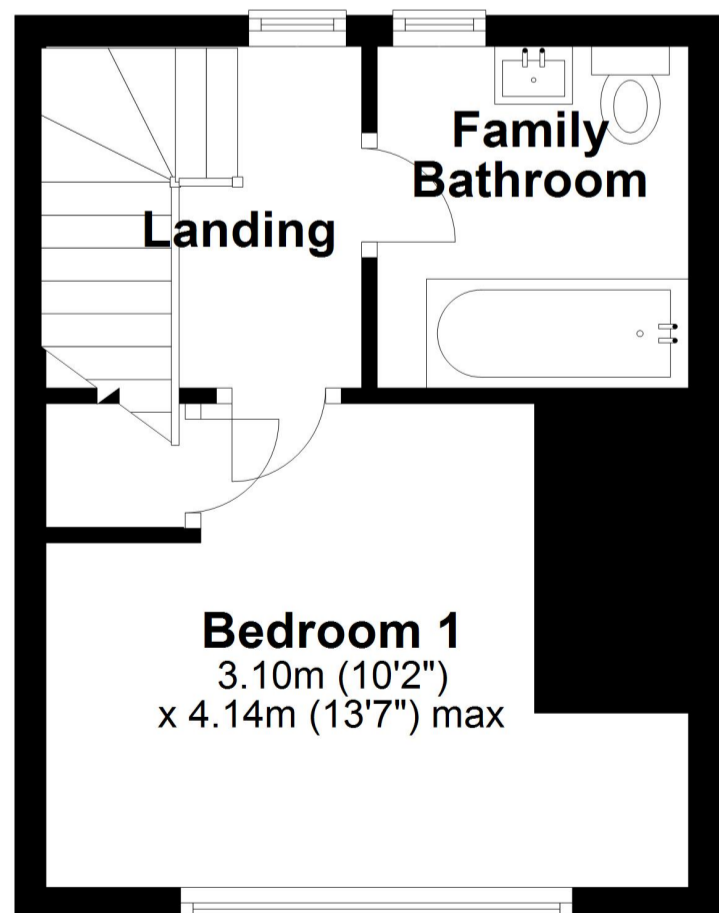 Family
Bathroom
Landing
Bedroom 1
3.10m (10'2")
x 4.14m (13'7") max